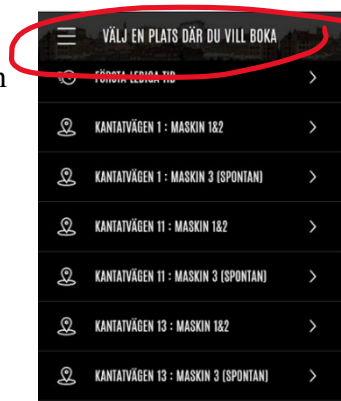 VÄLJ EN PLATS DÄR DU VILL BOKA
FÖRSTA LEDIGA TID
KANTATVÄGEN 1 : MASKIN 1&2
KANTATVÄGEN 1 : MASKIN 3 (SPONTAN)
KANTATVÄGEN 11 : MASKIN 1&2
KANTATVÄGEN 11 : MASKIN 3 (SPONTAN)
KANTATVÄGEN 13 : MASKIN 1&2
KANTATVÄGEN 13 : MASKIN 3 (SPONTAN)